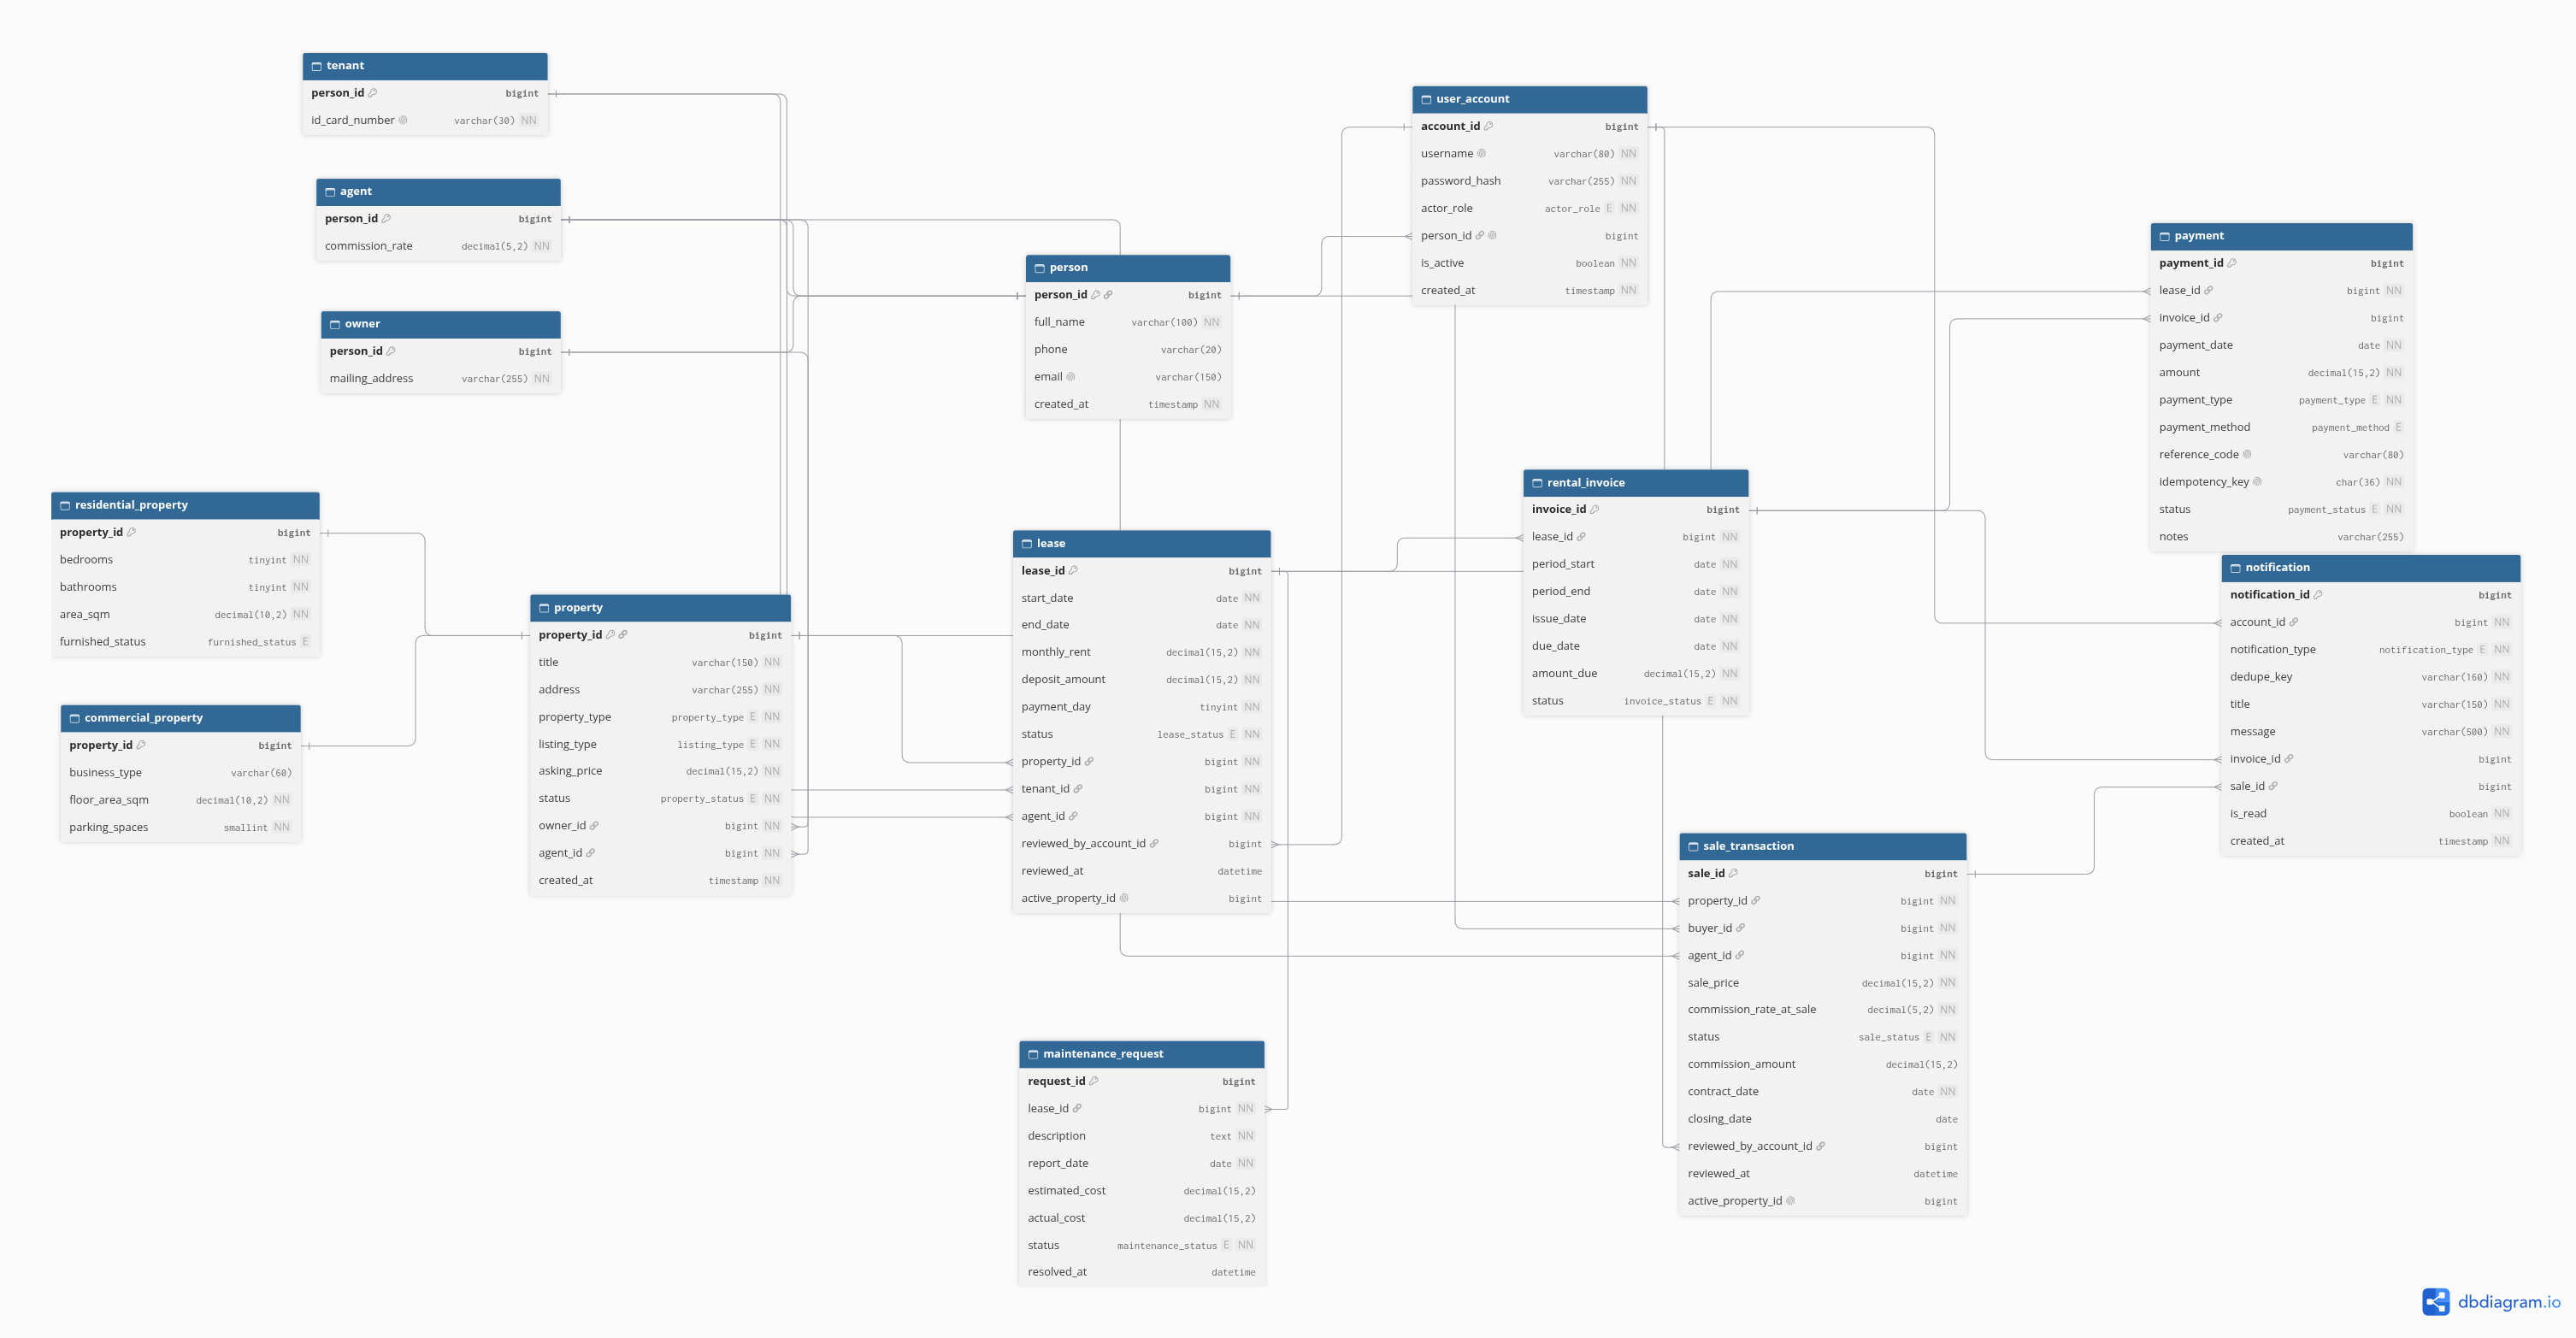 tenant
person_id bigint
id_card_number varchar(30) NN
agent
person_id bigint
commission_rate decimal(5,2) NN
owner
person_id bigint
mailing_address varchar(255) NN
residential_property
property_id bigint
bedrooms tinyint NN
bathrooms tinyint NN
area_sqm decimal(10,2) NN
furnished_status furnished_status E
commercial_property
property_id bigint
business_type varchar(60)
floor_area_sqm decimal(10,2) NN
parking_spaces smallint NN
property
property_id bigint
title varchar(150) NN
address varchar(255) NN
property_type property_type E NN
listing_type listing_type E NN
asking_price decimal(15,2) NN
status property_status E NN
owner_id bigint NN
agent_id bigint NN
created_at timestamp NN
person
person_id bigint
full_name varchar(100) NN
phone varchar(20)
email varchar(150)
created_at timestamp NN
lease
lease_id bigint
start_date date NN
end_date date NN
monthly_rent decimal(15,2) NN
deposit_amount decimal(15,2) NN
payment_day tinyint NN
status lease_status E NN
property_id bigint NN
tenant_id bigint NN
agent_id bigint NN
reviewed_by_account_id bigint
reviewed_at datetime
active_property_id bigint
maintenance_request
request_id bigint
lease_id bigint NN
description text NN
report_date date NN
estimated_cost decimal(15,2)
actual_cost decimal(15,2)
status maintenance_status E NN
resolved_at datetime
user_account
account_id bigint
username varchar(80) NN
password_hash varchar(255) NN
actor_role actor_role E NN
person_id bigint
is_active boolean NN
created_at timestamp NN
rental_invoice
invoice_id bigint
lease_id bigint NN
period_start date NN
period_end date NN
issue_date date NN
due_date date NN
amount_due decimal(15,2) NN
status invoice_status E NN
sale_transaction
sale_id bigint
property_id bigint NN
buyer_id bigint NN
agent_id bigint NN
sale_price decimal(15,2) NN
commission_rate_at_sale decimal(5,2) NN
status sale_status E NN
commission_amount decimal(15,2)
contract_date date NN
closing_date date
reviewed_by_account_id bigint
reviewed_at datetime
active_property_id bigint
payment
payment_id bigint
lease_id bigint NN
invoice_id bigint
payment_date date NN
amount decimal(15,2) NN
payment_type payment_type E NN
payment_method payment_method E
reference_code varchar(80)
idempotency_key char(36) NN
status payment_status E NN
notes varchar(255)
notification
notification_id bigint
account_id bigint NN
notification_type notification_type E NN
dedupe_key varchar(160) NN
title varchar(150) NN
message varchar(500) NN
invoice_id bigint
sale_id bigint
is_read boolean NN
created_at timestamp NN
dbdiagram.io